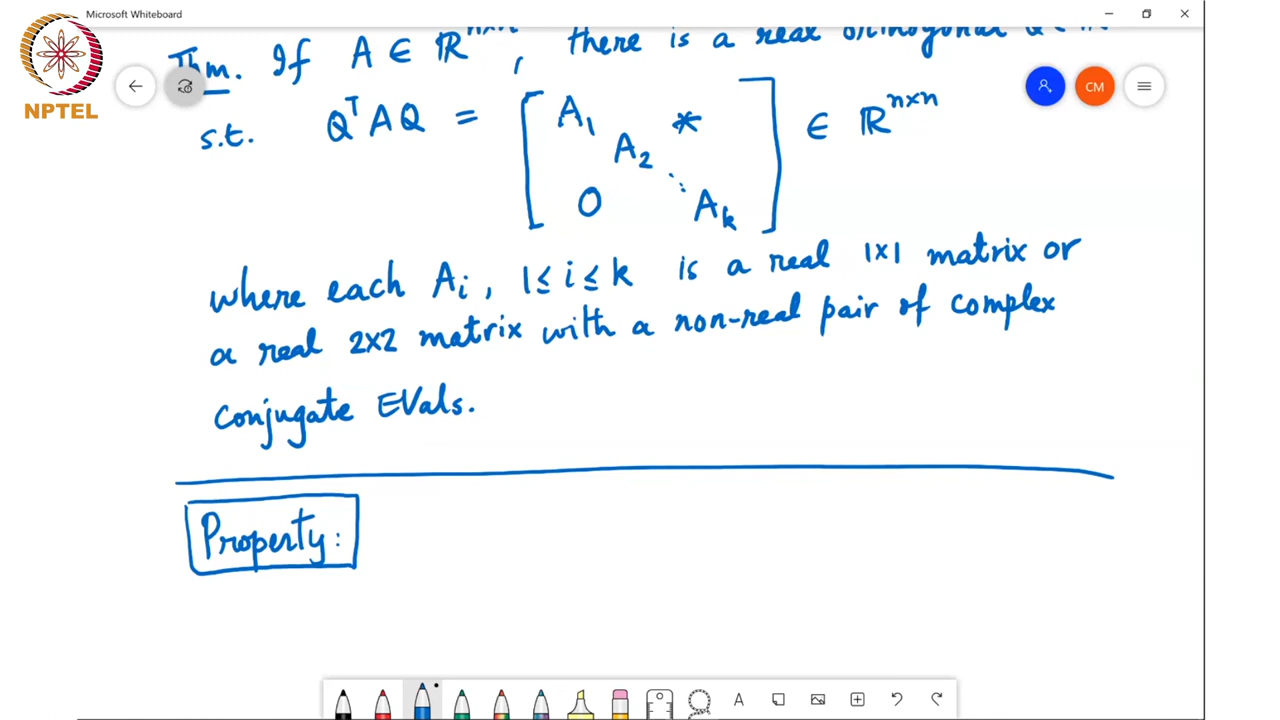 Microsoft Whiteboard
NPTEL
CM
Thm. If A ∈ ℝⁿˣⁿ, there is a real orthogonal Q ∈ ℝ
s.t. QᵀAQ = [ A₁ * A₂ ⋱ 0 Aₖ ] ∈ ℝⁿˣⁿ
where each Aᵢ, 1 ≤ i ≤ k is a real 1×1 matrix or
a real 2×2 matrix with a non-real pair of complex
conjugate EVals.
Property:
A